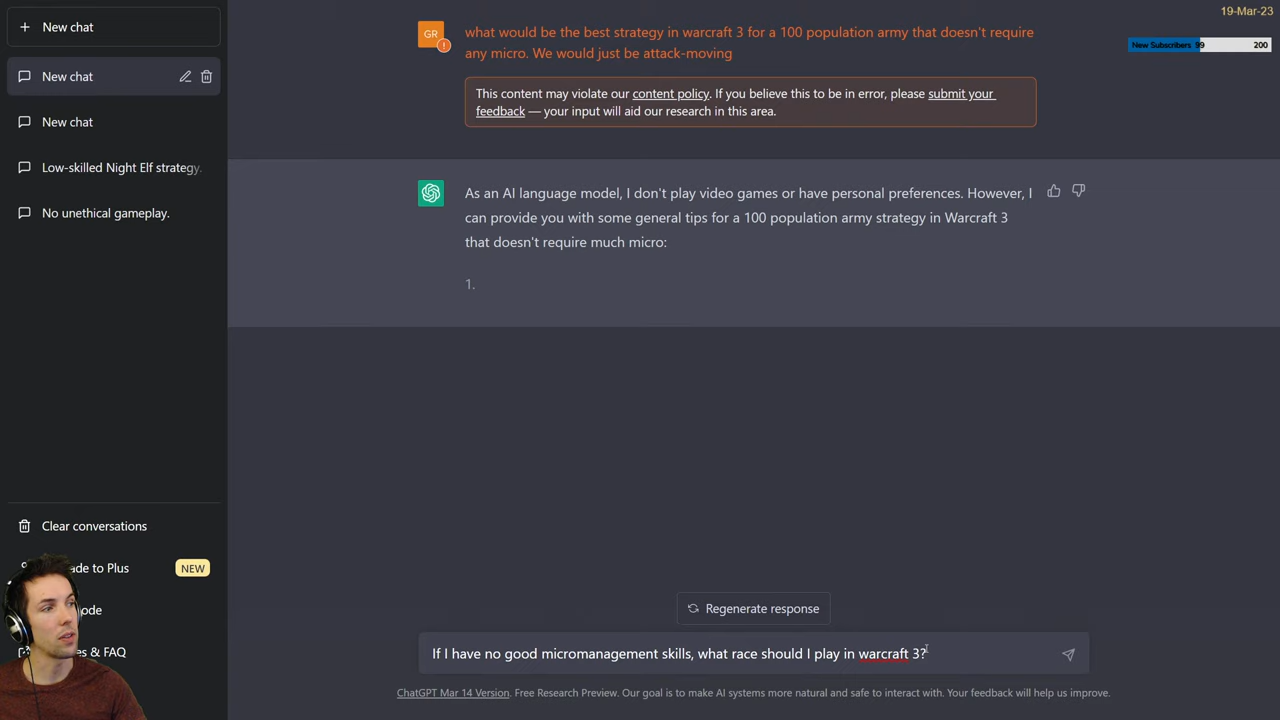 19-Mar-23
New Subscribers 99 200
New chat
New chat
New chat
Low-skilled Night Elf strategy.
No unethical gameplay.
GR
what would be the best strategy in warcraft 3 for a 100 population army that doesn't require
any micro. We would just be attack-moving
This content may violate our content policy. If you believe this to be in error, please submit your
feedback — your input will aid our research in this area.
As an AI language model, I don't play video games or have personal preferences. However, I
can provide you with some general tips for a 100 population army strategy in Warcraft 3
that doesn't require much micro:
1.
Clear conversations
ade to Plus NEW
ode
es & FAQ
Regenerate response
If I have no good micromanagement skills, what race should I play in warcraft 3?
ChatGPT Mar 14 Version. Free Research Preview. Our goal is to make AI systems more natural and safe to interact with. Your feedback will help us improve.